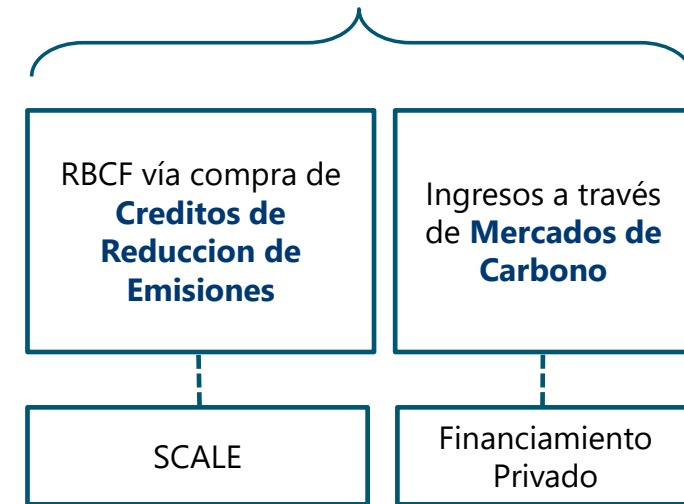 RBCF vía compra de
Creditos de
Reduccion de
Emisiones
Ingresos a través
de Mercados de
Carbono
SCALE
Financiamiento
Privado